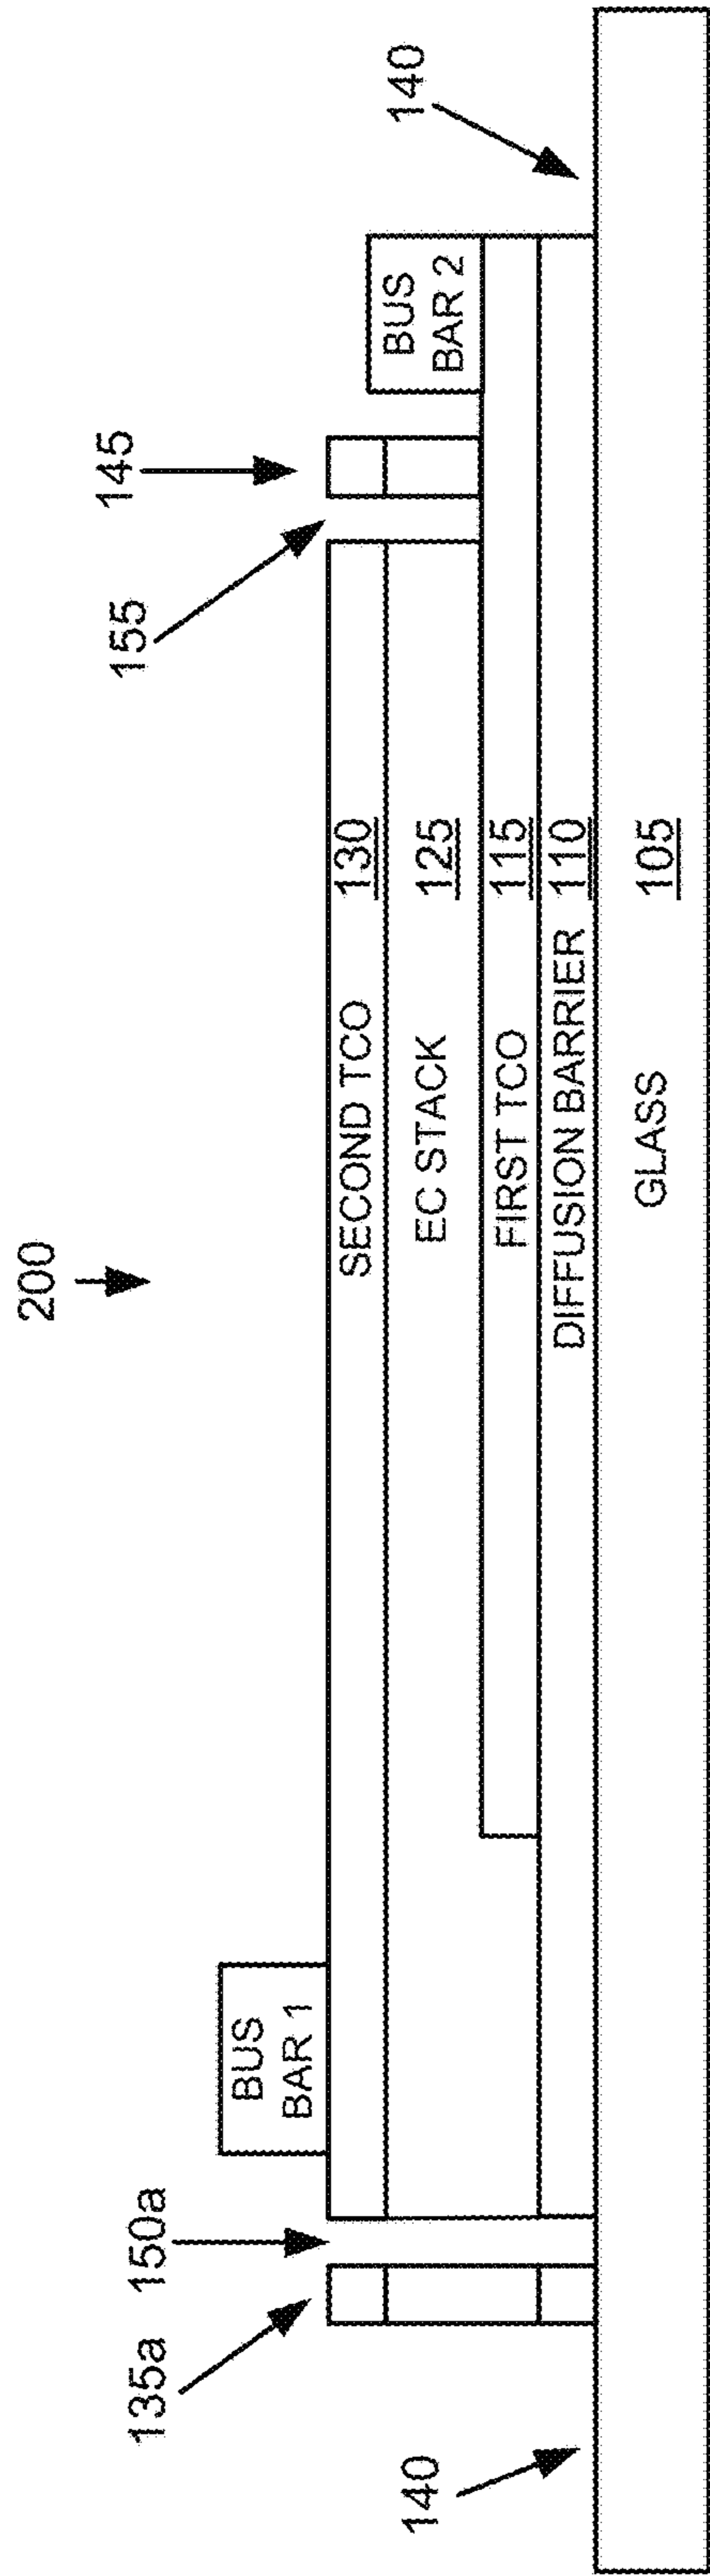 200
135a
150a
155
145
140
140
BUS
BAR 1
BUS
BAR 2
SECOND TCO 130
EC STACK 125
FIRST TCO 115
DIFFUSION BARRIER 110
GLASS 105